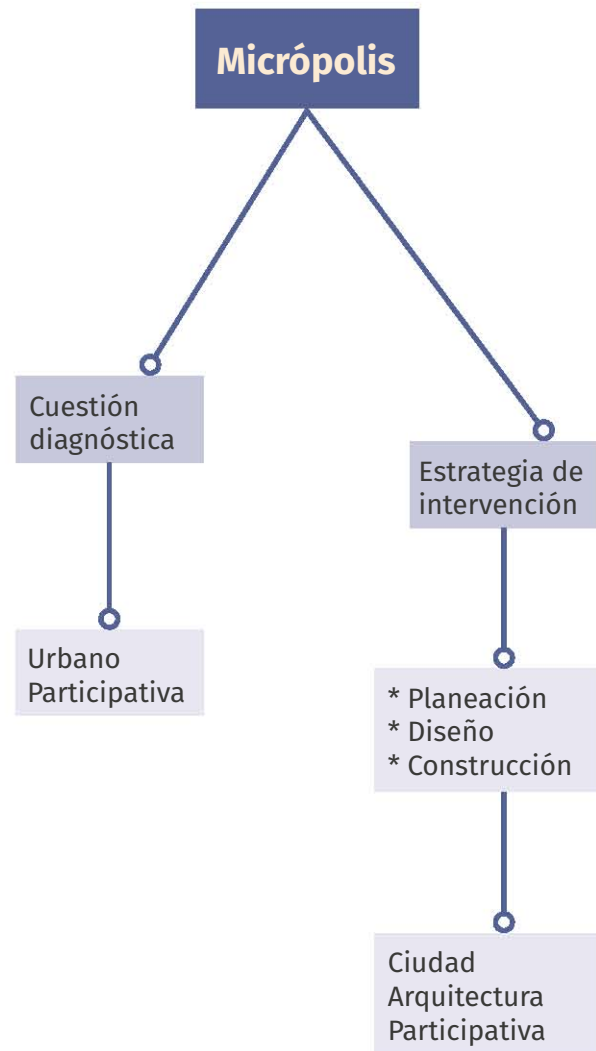 Micrópolis
Cuestión
diagnóstica
Urbano
Participativa
Estrategia de
intervención
* Planeación
* Diseño
* Construcción
Ciudad
Arquitectura
Participativa